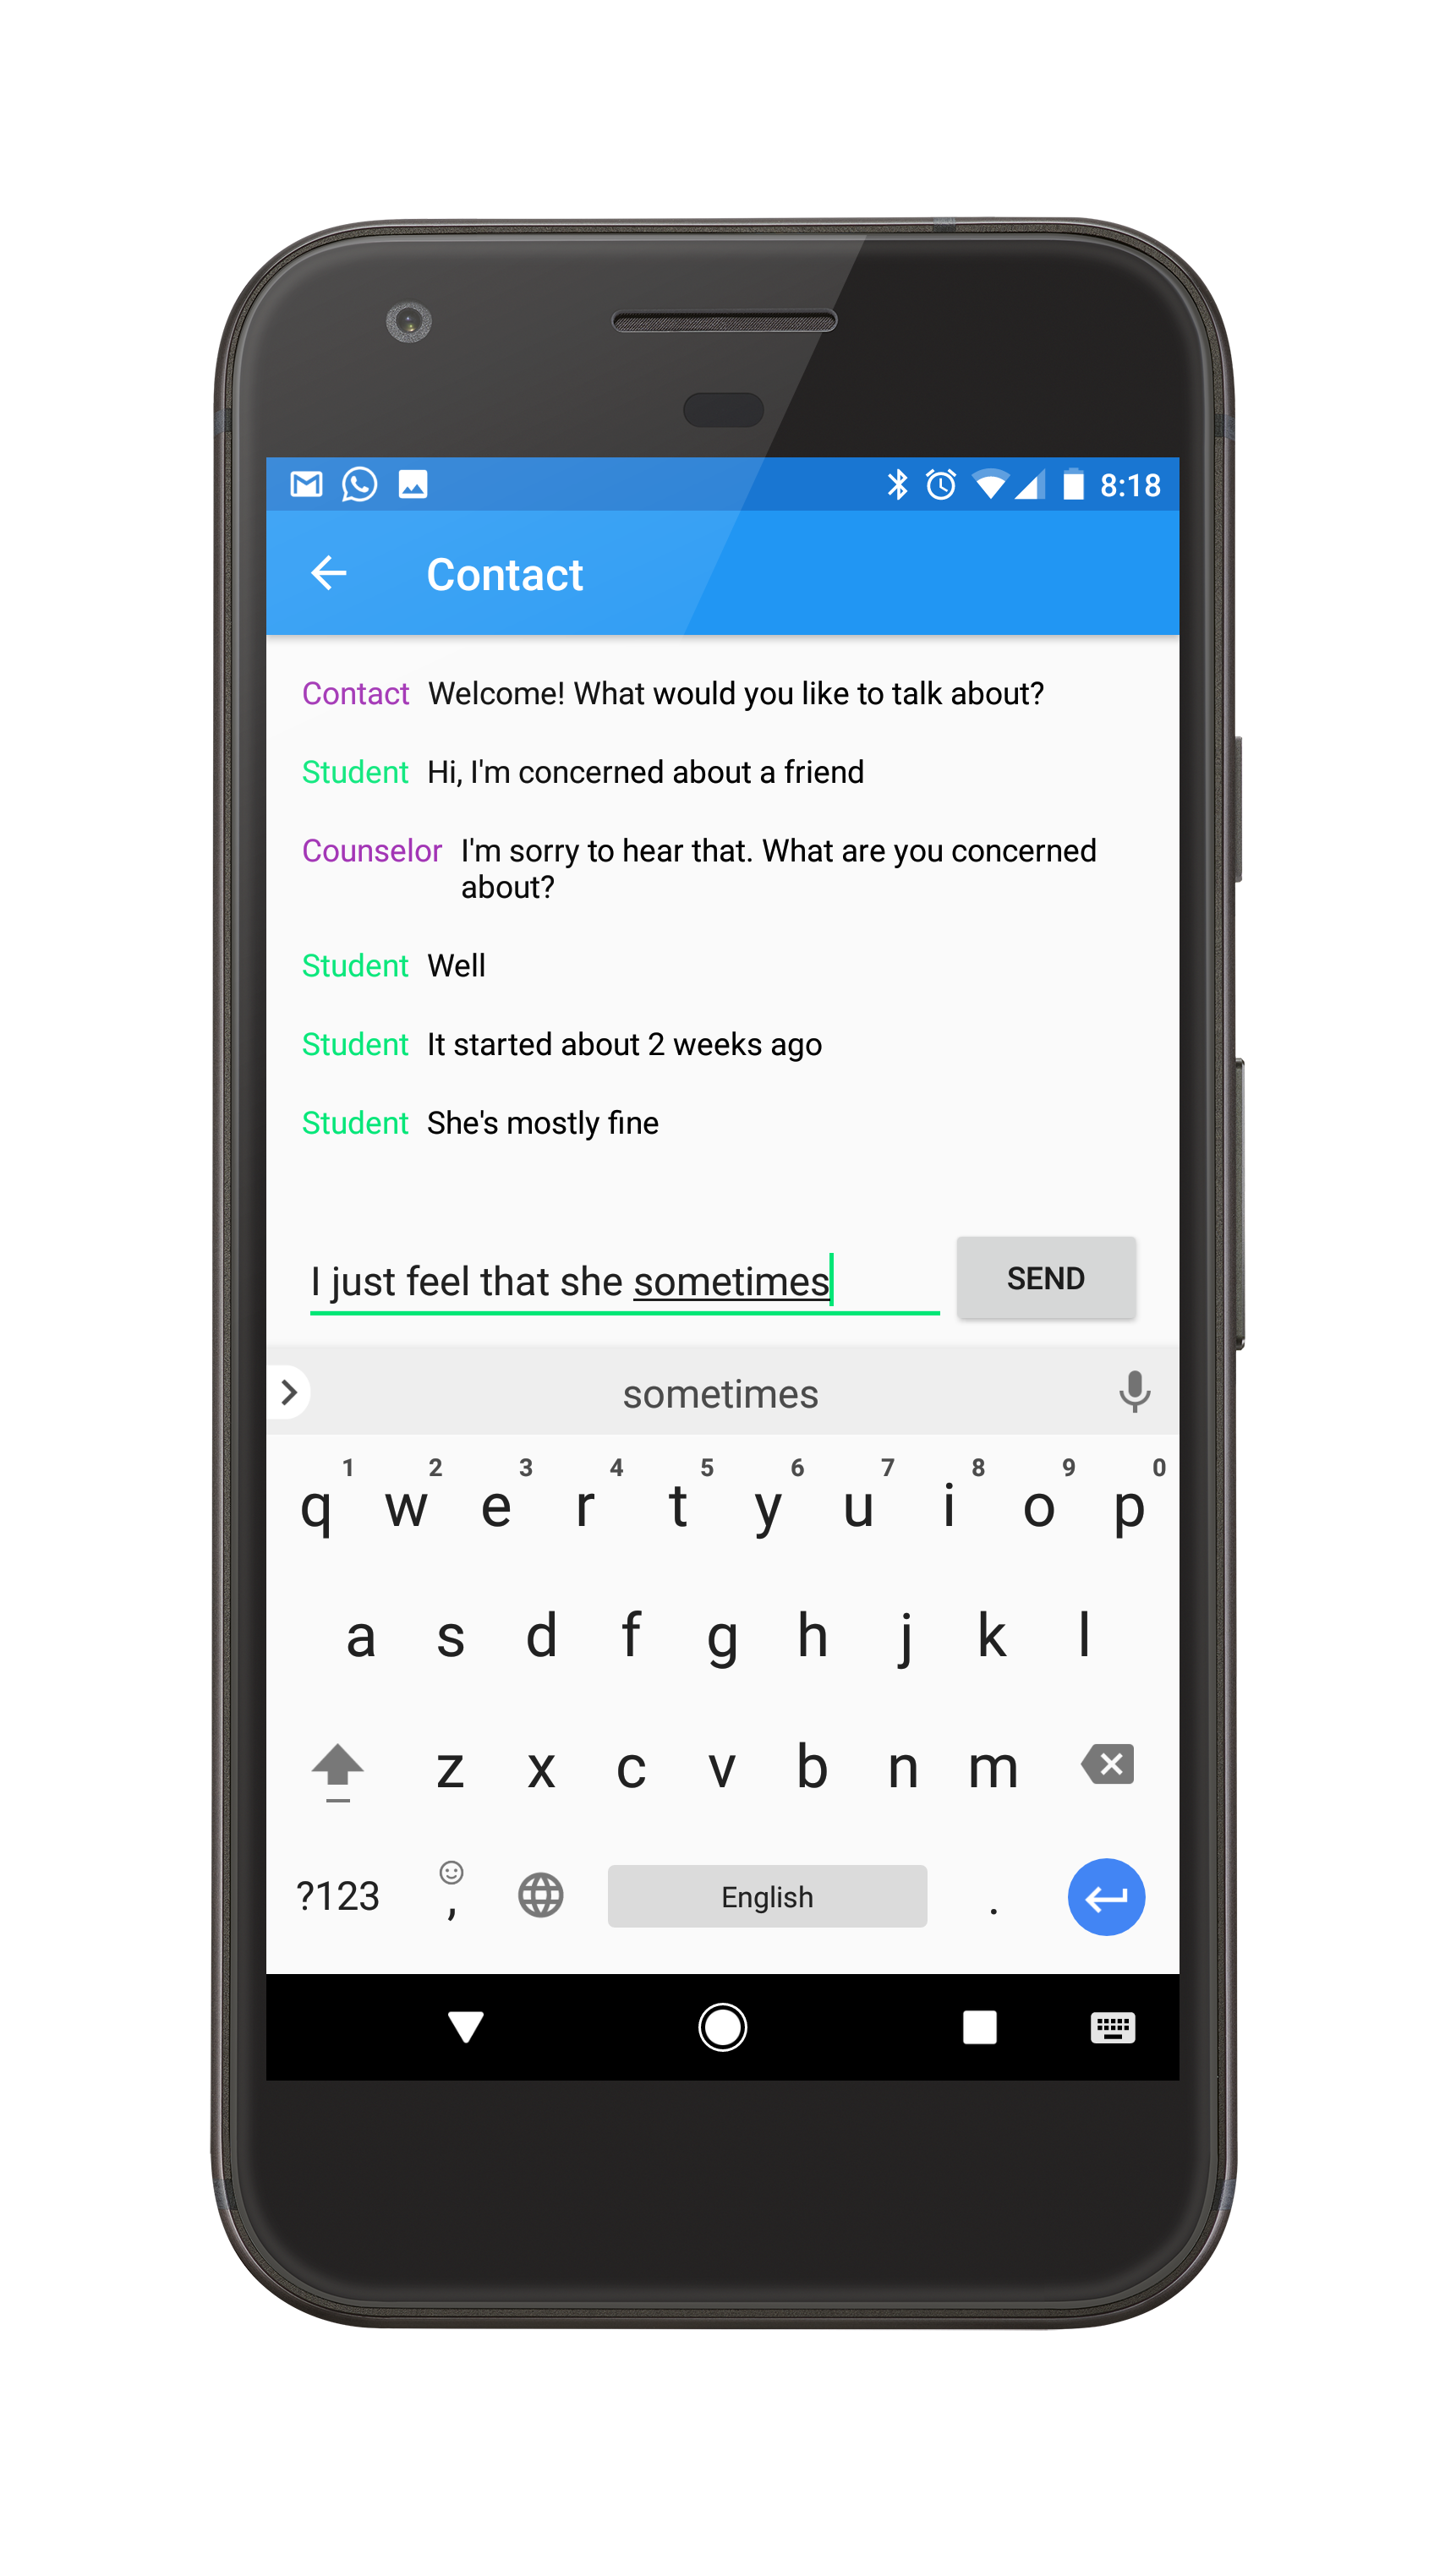 8:18
Contact
Contact Welcome! What would you like to talk about?
Student Hi, I'm concerned about a friend
Counselor I'm sorry to hear that. What are you concerned
about?
Student Well
Student It started about 2 weeks ago
Student She's mostly fine
I just feel that she sometimes SEND
sometimes
1 2 3 4 5 6 7 8 9 0
q w e r t y u i o p
a s d f g h j k l
z x c v b n m
?123 , English .